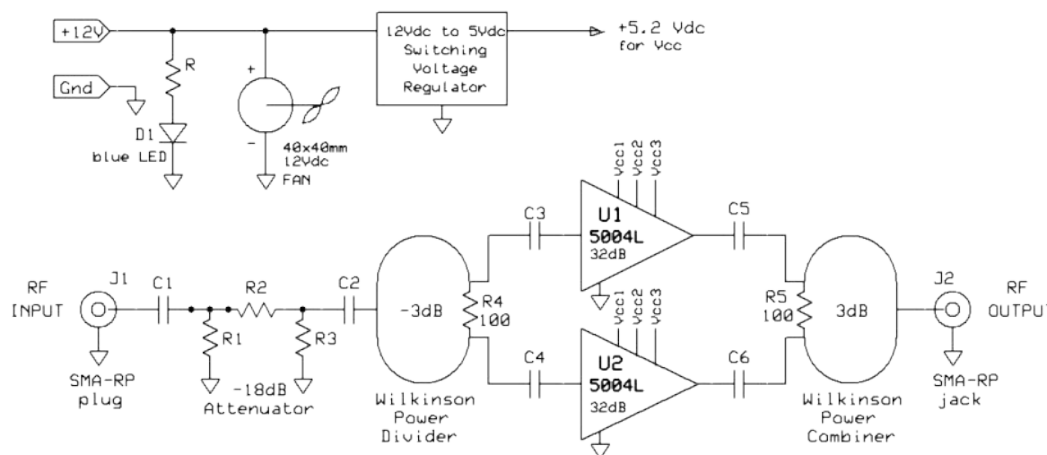 +12V
Gnd
R
D1
blue LED
+
-
40x40mm
12Vdc
FAN
12Vdc to 5Vdc
Switching
Voltage
Regulator
+5.2 Vdc
for Vcc
RF
INPUT
J1
SMA-RP
plug
C1
R1
R2
R3
-18dB
Attenuator
C2
-3dB
Wilkinson
Power
Divider
R4
100
C3
C4
Vcc1
Vcc2
Vcc3
U1
5004L
32dB
Vcc1
Vcc2
Vcc3
U2
5004L
32dB
C5
C6
R5
100
3dB
Wilkinson
Power
Combiner
J2
SMA-RP
jack
RF
OUTPUT